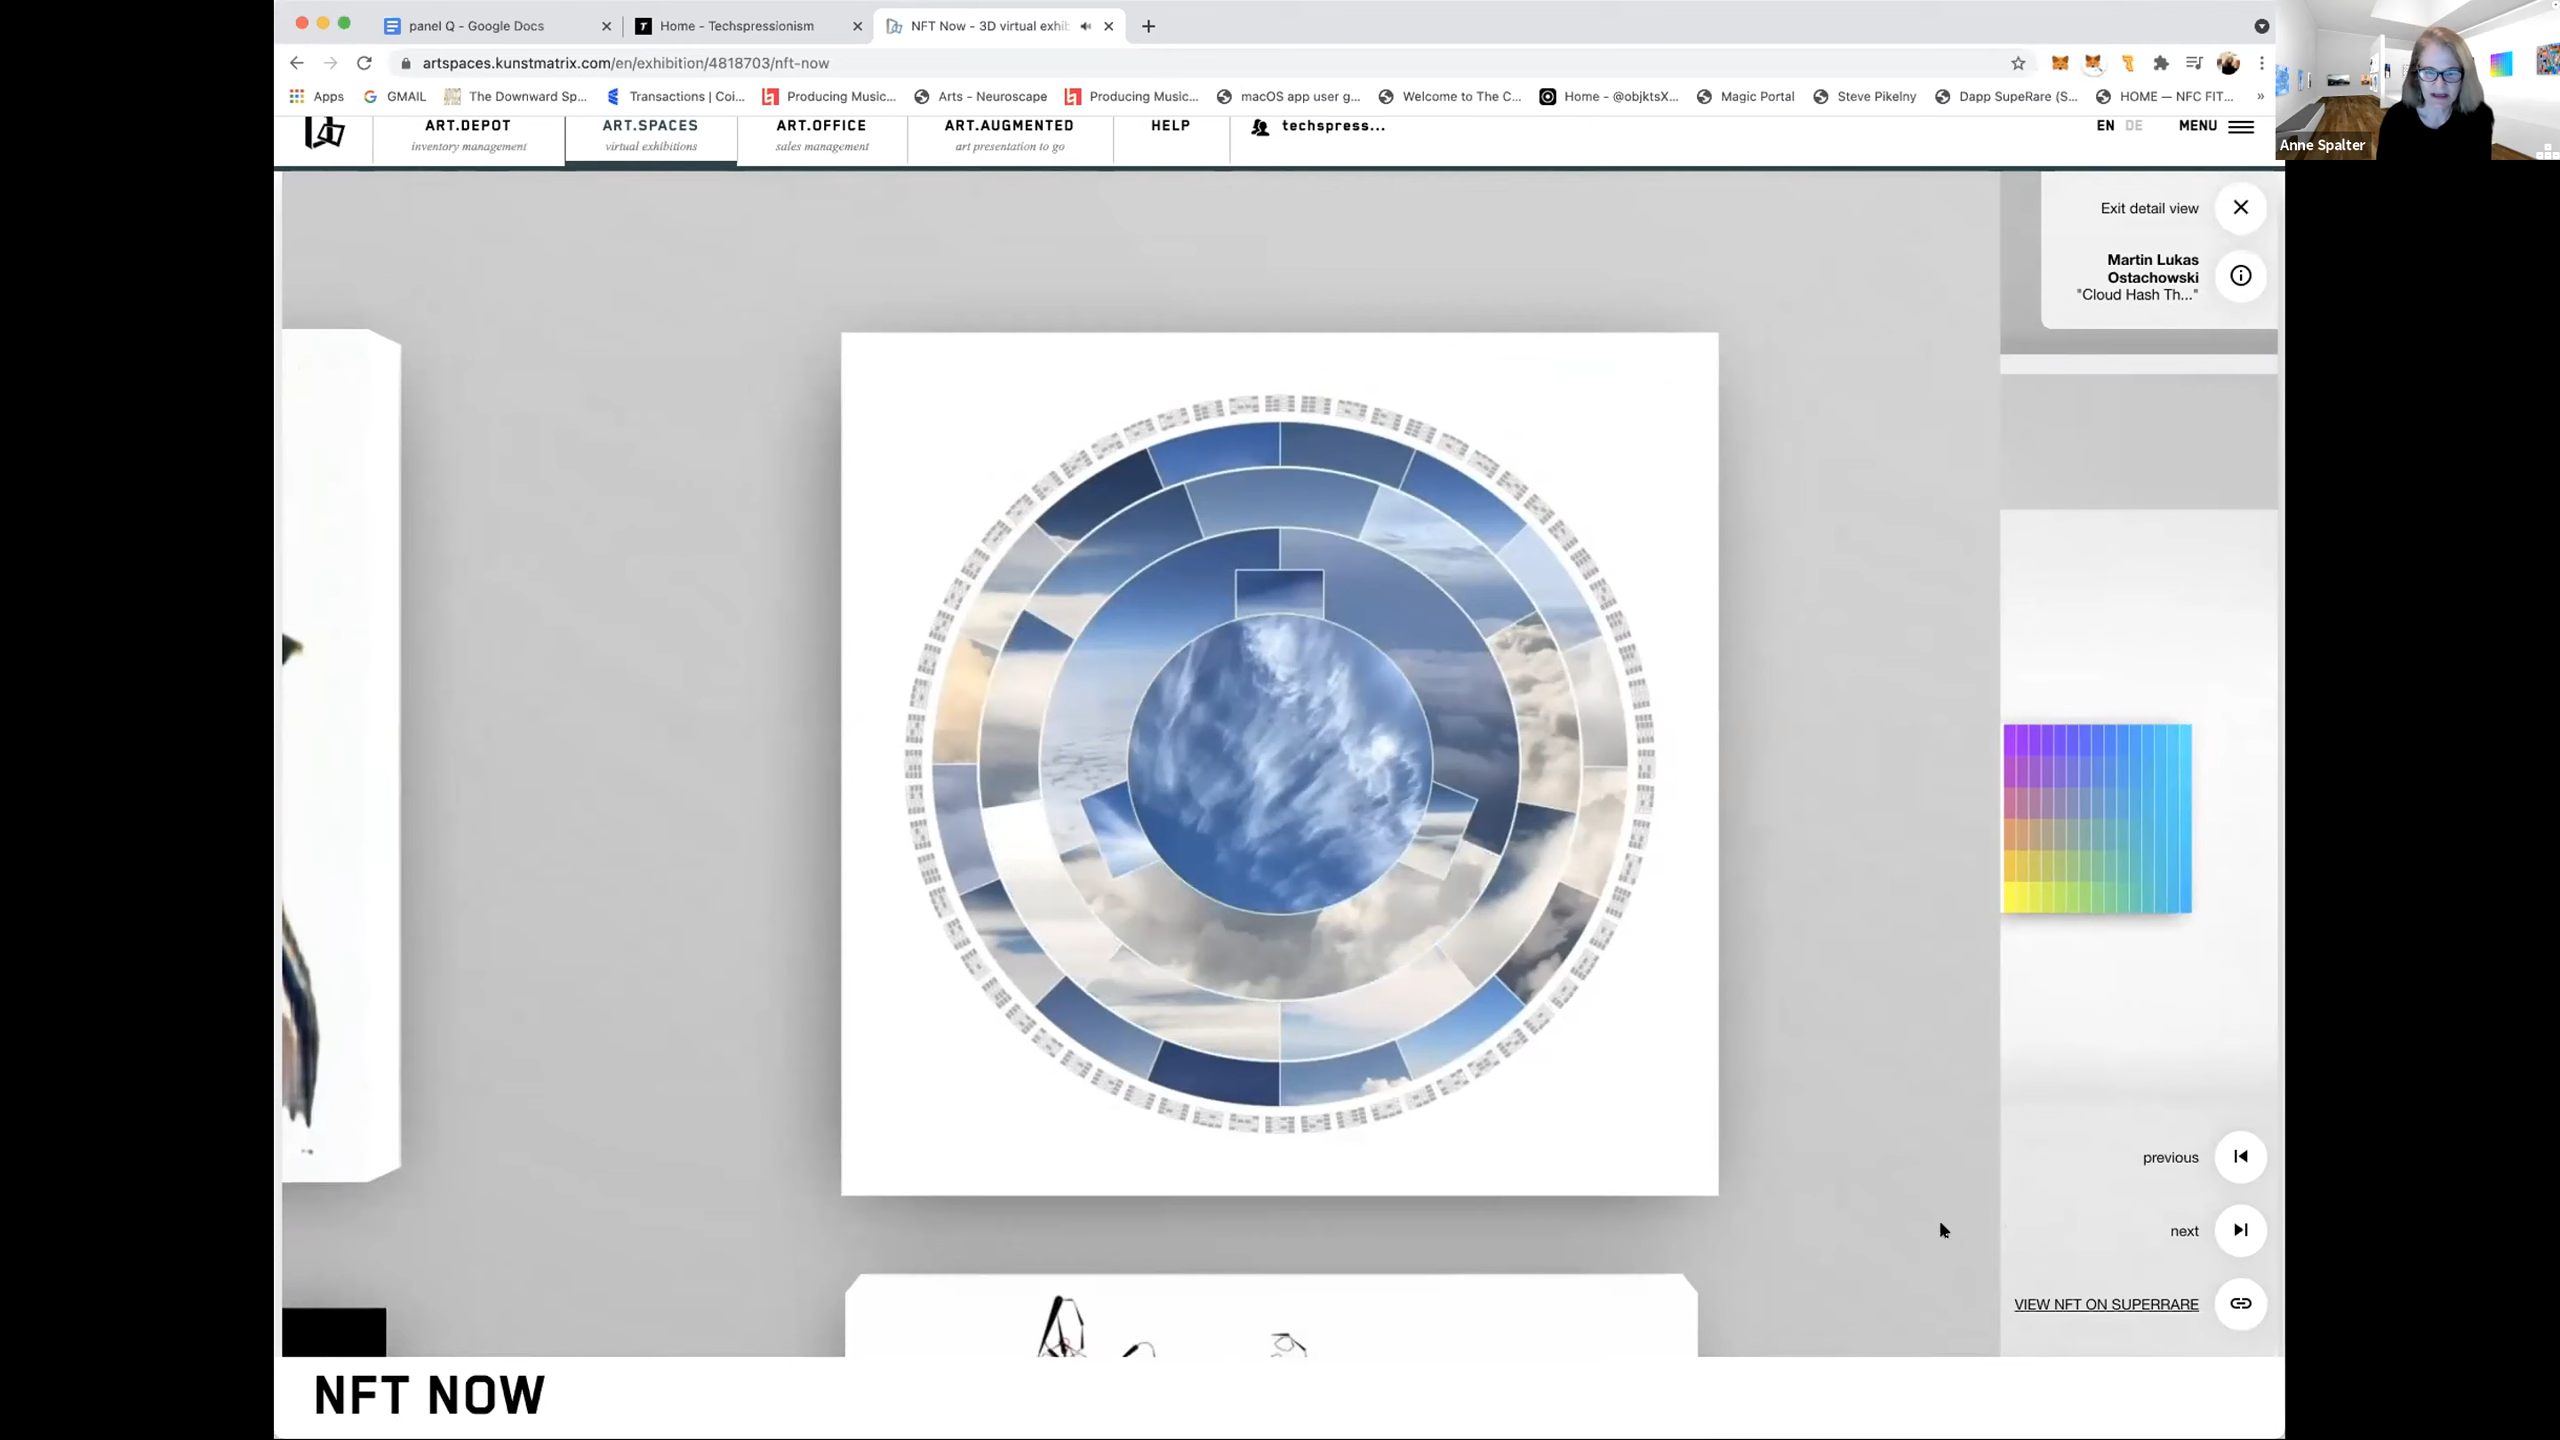 panel Q - Google Docs
Home - Techspressionism
NFT Now - 3D virtual exhib
artspaces.kunstmatrix.com/en/exhibition/4818703/nft-now
Apps
GMAIL
The Downward Sp...
Transactions | Coi...
Producing Music...
Arts - Neuroscape
Producing Music...
macOS app user g...
Welcome to The C...
Home - @objktsX...
Magic Portal
Steve Pikelny
Dapp SupeRare (S...
HOME — NFC FIT...
»
ART.DEPOT
inventory management
ART.SPACES
virtual exhibitions
ART.OFFICE
sales management
ART.AUGMENTED
art presentation to go
HELP
techspress...
EN DE
MENU
Anne Spalter
Exit detail view
Martin Lukas
Ostachowski
"Cloud Hash Th..."
previous
next
VIEW NFT ON SUPERRARE
NFT NOW